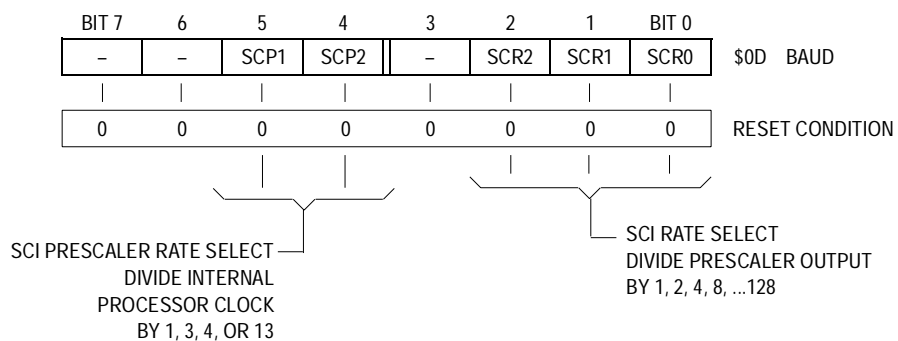 BIT 7 6 5 4 3 2 1 BIT 0
– – SCP1 SCP2 – SCR2 SCR1 SCR0 $0D BAUD
0 0 0 0 0 0 0 0 RESET CONDITION
SCI PRESCALER RATE SELECT
DIVIDE INTERNAL
PROCESSOR CLOCK
BY 1, 3, 4, OR 13
SCI RATE SELECT
DIVIDE PRESCALER OUTPUT
BY 1, 2, 4, 8, ...128